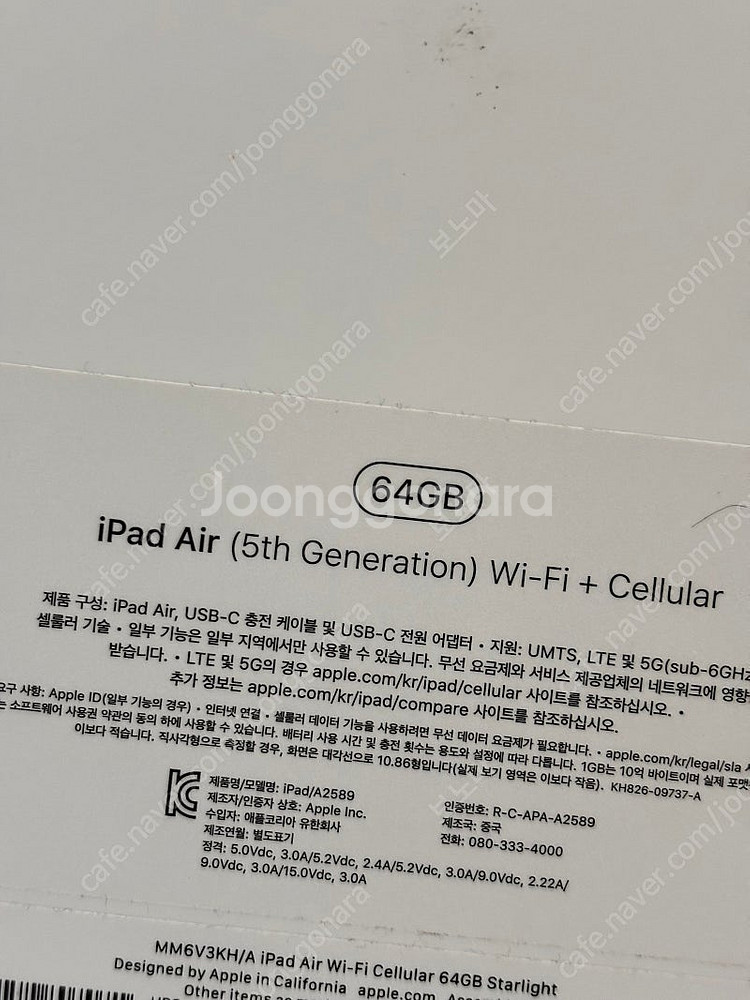 cafe.naver.com/joonggonara
보노마
cafe.naver.com/joonggonara
Joonggonara
64GB
iPad Air (5th Generation) Wi-Fi + Cellular
제품 구성: iPad Air, USB-C 충전 케이블 및 USB-C 전원 어댑터 • 지원: UMTS, LTE 및 5G(sub-6GHz
셀룰러 기술 • 일부 기능은 일부 지역에서만 사용할 수 있습니다. 무선 요금제와 서비스 제공업체의 네트워크에 영향
받습니다. • LTE 및 5G의 경우 apple.com/kr/ipad/cellular 사이트를 참조하십시오. •
추가 정보는 apple.com/kr/ipad/compare 사이트를 참조하십시오.
요구 사항: Apple ID(일부 기능의 경우) • 인터넷 연결 • 셀룰러 데이터 기능을 사용하려면 무선 데이터 요금제가 필요합니다. • apple.com/kr/legal/sla
는 소프트웨어 사용권 약관의 동의 하에 사용할 수 있습니다. 배터리 사용 시간 및 충전 횟수는 용도와 설정에 따라 다릅니다. 1GB는 10억 바이트이며 실제 포맷
이보다 적습니다. 직사각형으로 측정할 경우, 화면은 대각선으로 10.86형입니다(실제 보기 영역은 이보다 작음). KH826-09737-A
제품명/모델명: iPad/A2589
제조자/인증자 상호: Apple Inc.
수입자: 애플코리아 유한회사
제조연월: 별도표기
인증번호: R-C-APA-A2589
제조국: 중국
전화: 080-333-4000
정격: 5.0Vdc, 3.0A/5.2Vdc, 2.4A/5.2Vdc, 3.0A/9.0Vdc, 2.22A/
9.0Vdc, 3.0A/15.0Vdc, 3.0A
MM6V3KH/A iPad Air Wi-Fi Cellular 64GB Starlight
Designed by Apple in California apple.com
Other items